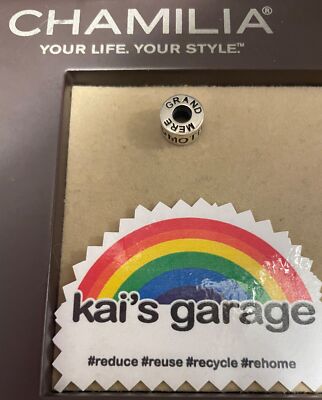 CHAMILIA®
YOUR LIFE. YOUR STYLE.™
GRAND
MERE
kai's garage
#reduce #reuse #recycle #rehome